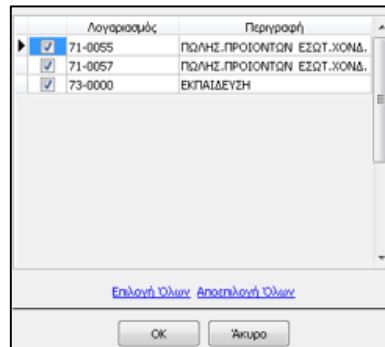 Λογαριασμός Περιγραφή
71-0055 ΠΩΛΗΣ.ΠΡΟΙΟΝΤΩΝ ΕΣΩΤ.ΧΟΝΔ.
71-0057 ΠΩΛΗΣ.ΠΡΟΙΟΝΤΩΝ ΕΣΩΤ.ΧΟΝΔ.
73-0000 ΕΚΠΑΙΔΕΥΣΗ
Επιλογή Όλων Αποεπιλογή Όλων
OK Άκυρο